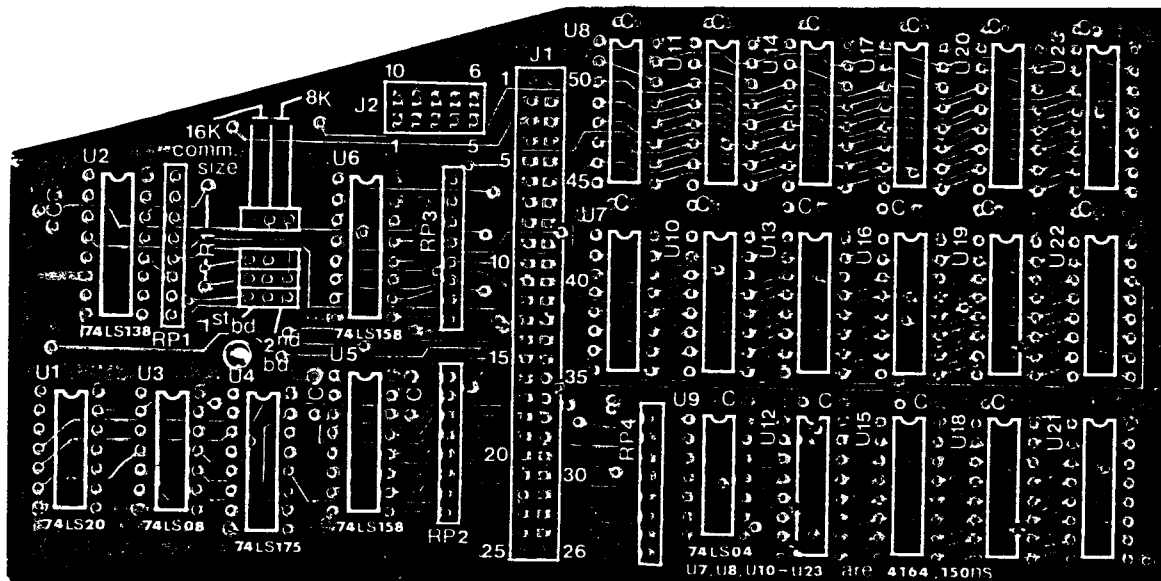 U8 C C C C C C
U11 U14 U17 U20 U23
J1
10 6
1
50
J2
8K
16K
comm.
size
1 5
5
45
U2
U6
RP3
C
R
U7 C C C C C C
U10 U13 U16 U19 U22
10
40
74LS138
RP1
1st bd
2nd bd
74LS158
15
35
U1 U3 U4 U5
C C
U9 C C C C
U12 U15 U18 U21
RP4
20
30
74LS20
74LS08
74LS175
74LS158
RP2
25 26
74LS04
U7, U8, U10-U23 are 4164, 150ns